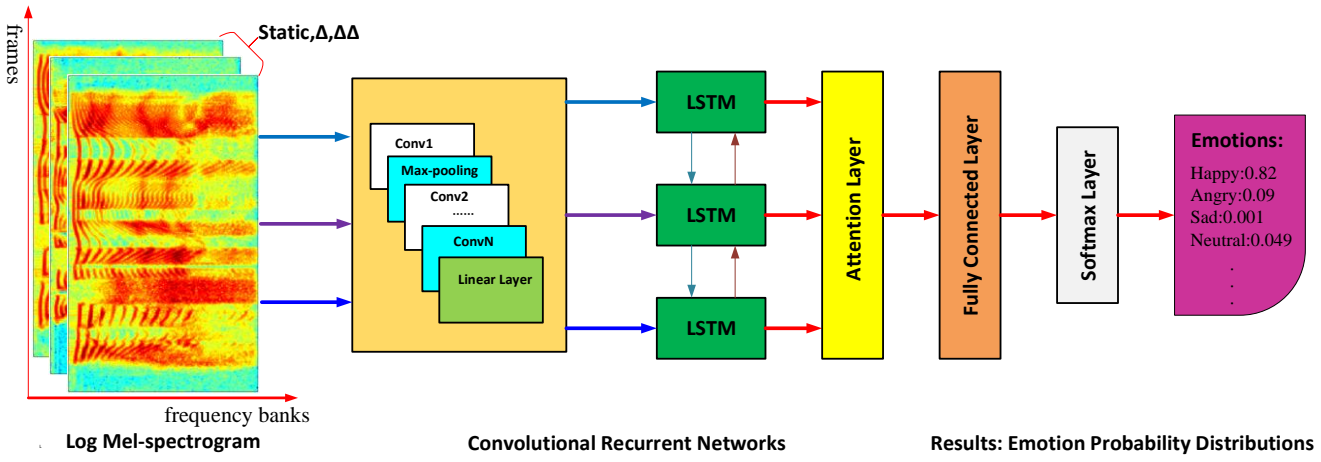 frames
Static,Δ,ΔΔ
frequency banks
Log Mel-spectrogram
Conv1
Max-pooling
Conv2
......
ConvN
Linear Layer
LSTM
LSTM
LSTM
Convolutional Recurrent Networks
Attention Layer
Fully Connected Layer
Softmax Layer
Emotions:
Happy:0.82
Angry:0.09
Sad:0.001
Neutral:0.049
.
.
.
Results: Emotion Probability Distributions